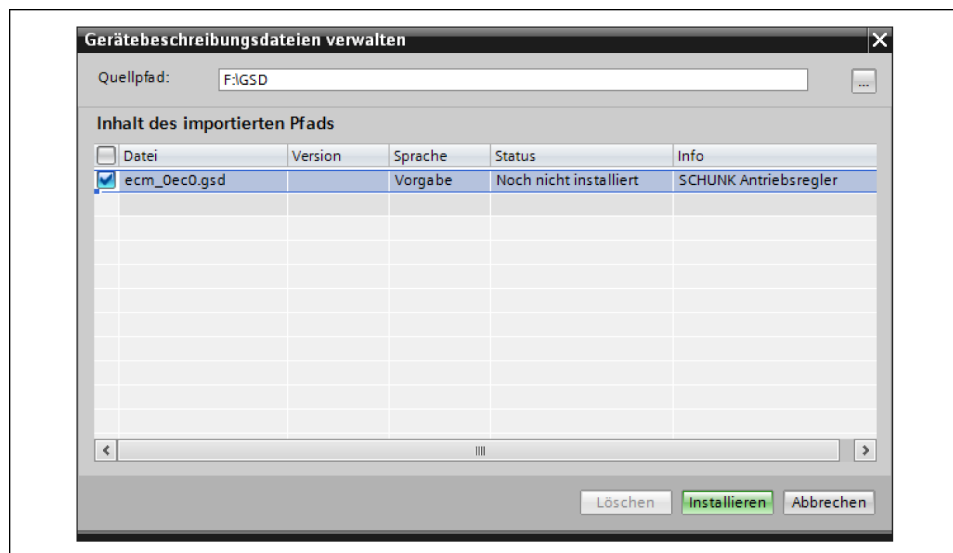 Gerätebeschreibungsdateien verwalten
Quellpfad: F:\GSD ...
Inhalt des importierten Pfads
Datei Version Sprache Status Info
ecm_0ec0.gsd Vorgabe Noch nicht installiert SCHUNK Antriebsregler
Löschen Installieren Abbrechen